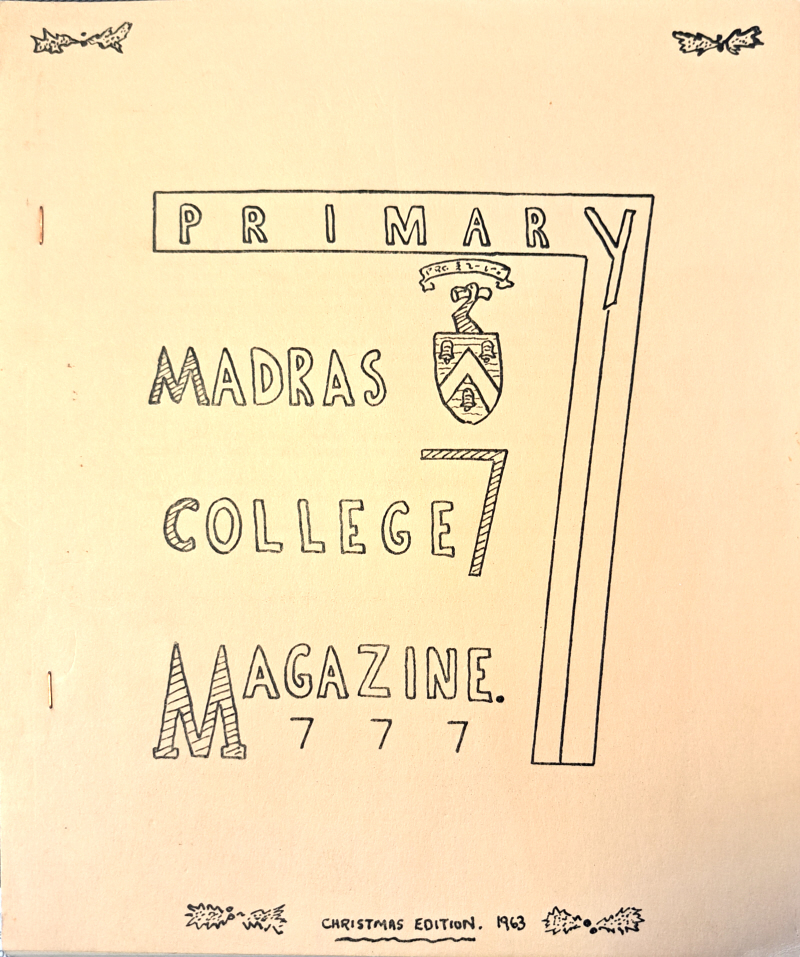 PRIMARY
MADRAS
COLLEGE 7
MAGAZINE.
7 7 7
CHRISTMAS EDITION. 1963